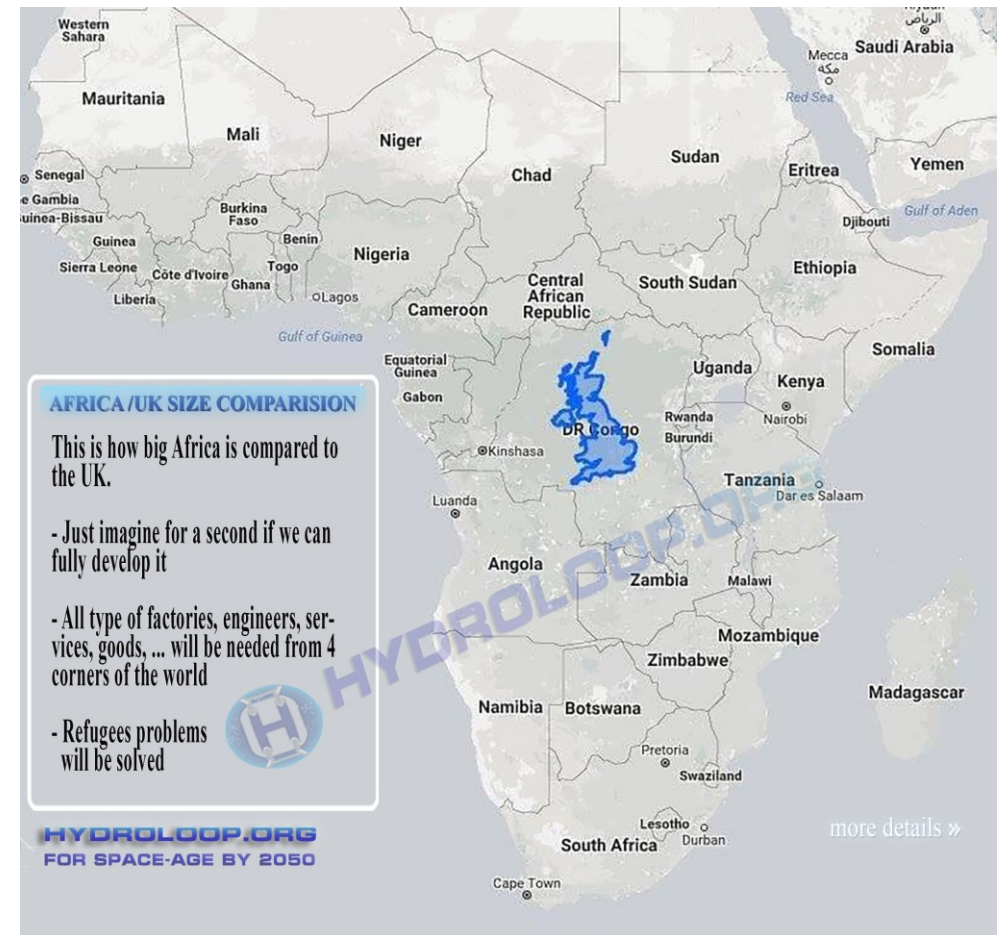 Western
Sahara
الرياض
Saudi Arabia
Mecca
مكة
Red Sea
Mauritania
Mali
Niger
Chad
Sudan
Eritrea
Yemen
Senegal
Gambia
uinea-Bissau
Burkina
Faso
Djibouti
Gulf of Aden
Guinea
Benin
Nigeria
Sierra Leone
Côte d'Ivoire
Togo
Ghana
Liberia
Lagos
Cameroon
Central
African
Republic
South Sudan
Ethiopia
Gulf of Guinea
Equatorial
Guinea
Gabon
Uganda
Kenya
Somalia
Nairobi
Rwanda
Burundi
DR Congo
Kinshasa
Tanzania
Dar es Salaam
Luanda
Angola
Zambia
Malawi
Mozambique
Zimbabwe
Namibia
Botswana
Madagascar
Pretoria
Swaziland
Lesotho
Durban
South Africa
Cape Town
AFRICA/UK SIZE COMPARISION
This is how big Africa is compared to
the UK.
- Just imagine for a second if we can
fully develop it
- All type of factories, engineers, ser-
vices, goods, ... will be needed from 4
corners of the world
- Refugees problems
will be solved
H HYDROLOOP.ORG
HYDROLOOP.ORG
FOR SPACE-AGE BY 2050
more details »